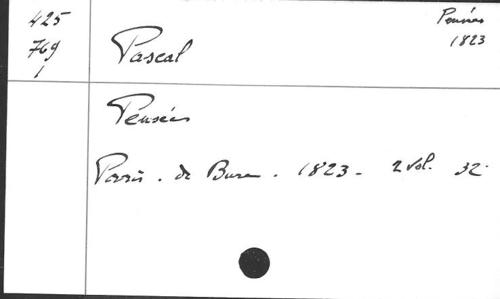 425
769
1
Pensées
1823
Pascal
Pensées
Paris. de Bure. 1823 - 2 vol. 32°